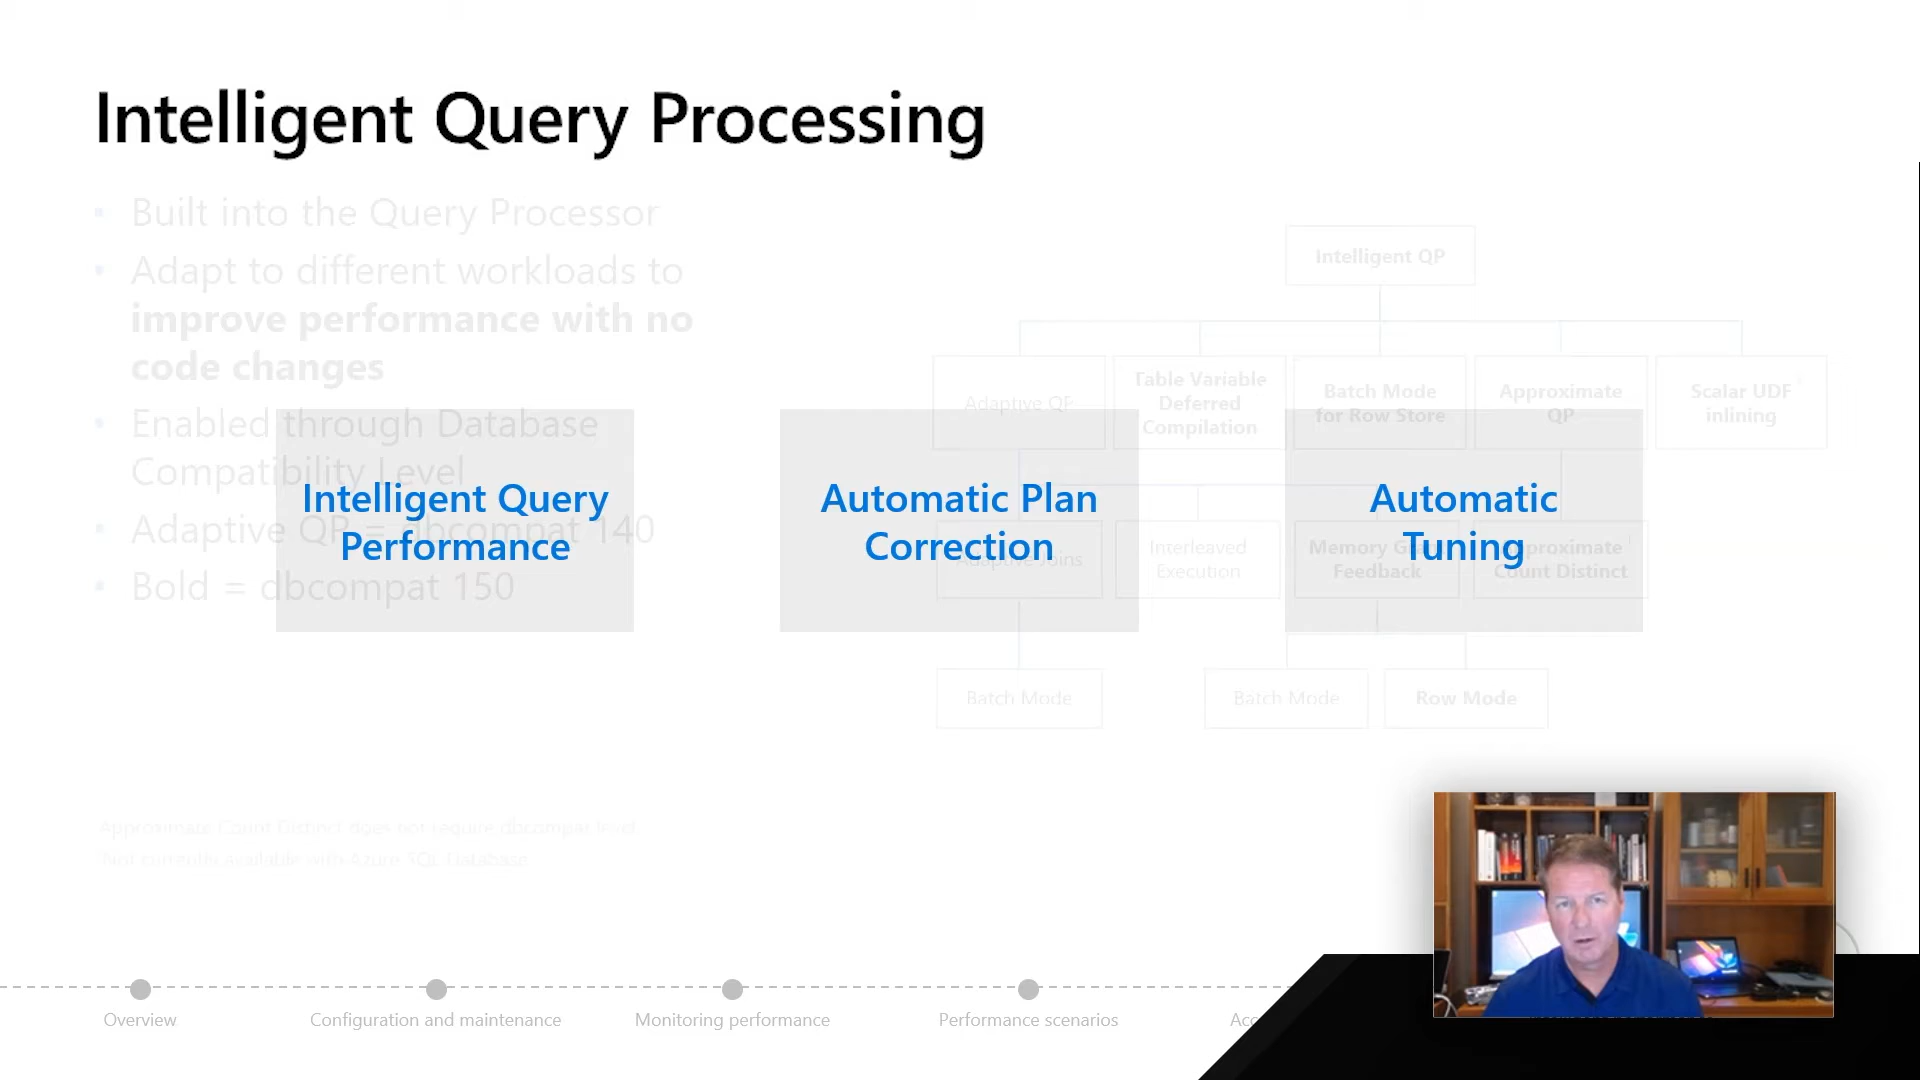 Intelligent Query Processing
Built into the Query Processor
Adapt to different workloads to
improve performance with no
code changes
Enabled through Database
Compatibility Level
Adaptive QP = dbcompat 140
Bold = dbcompat 150
Intelligent Query
Performance
Automatic Plan
Correction
Automatic
Tuning
Intelligent QP
Adaptive QP
Table Variable
Deferred
Compilation
Batch Mode
for Row Store
Approximate
QP
Scalar UDF
inlining
Adaptive Joins
Interleaved
Execution
Memory Grant
Feedback
Approximate
Count Distinct
Batch Mode
Batch Mode
Row Mode
Approximate Count Distinct does not require dbcompat level
Not currently available with Azure SQL Database
Overview
Configuration and maintenance
Monitoring performance
Performance scenarios